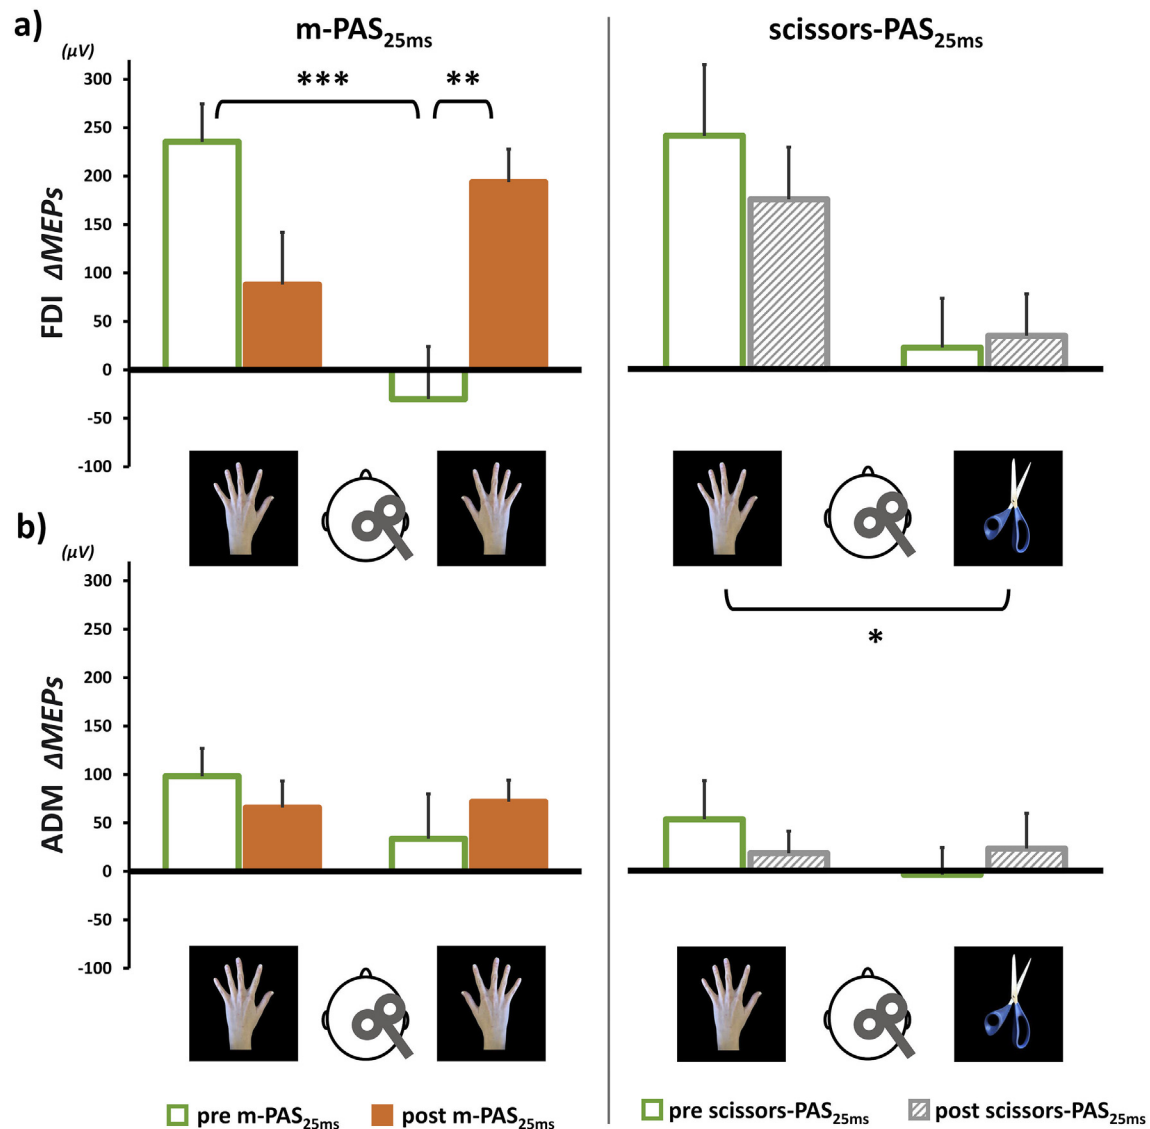 a)
m-PAS25ms
scissors-PAS25ms
(μV)
300
250
200
150
100
50
0
-50
-100
FDI ΔMEPs
***
**
*
b)
(μV)
300
250
200
150
100
50
0
-50
-100
ADM ΔMEPs
pre m-PAS25ms
post m-PAS25ms
pre scissors-PAS25ms
post scissors-PAS25ms